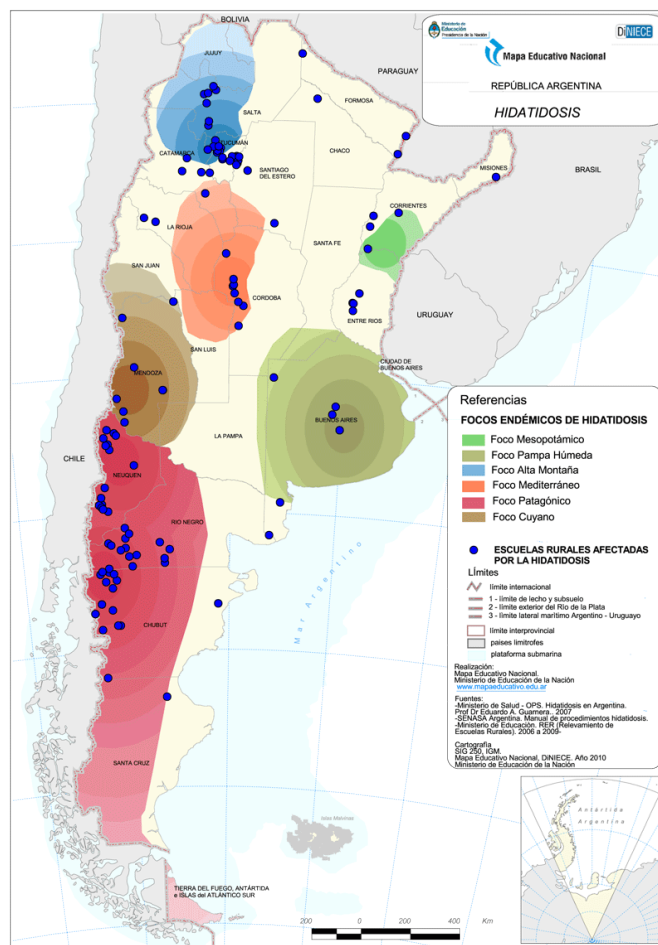 Ministerio de
Educación
Presidencia de la Nación
DiNIECE
Mapa Educativo Nacional
REPÚBLICA ARGENTINA
HIDATIDOSIS
BOLIVIA
PARAGUAY
BRASIL
URUGUAY
CHILE
JUJUY
SALTA
FORMOSA
CHACO
TUCUMÁN
CATAMARCA
SANTIAGO
DEL ESTERO
MISIONES
CORRIENTES
LA RIOJA
SANTA FE
SAN JUAN
CORDOBA
ENTRE RIOS
SAN LUIS
CIUDAD DE
BUENOS AIRES
MENDOZA
BUENOS AIRES
LA PAMPA
NEUQUEN
RIO NEGRO
CHUBUT
SANTA CRUZ
Mar Argentino
Islas Malvinas
TIERRA DEL FUEGO, ANTÁRTIDA
e ISLAS del ATLÁNTICO SUR
Referencias
FOCOS ENDÉMICOS DE HIDATIDOSIS
Foco Mesopotámico
Foco Pampa Húmeda
Foco Alta Montaña
Foco Mediterráneo
Foco Patagónico
Foco Cuyano
ESCUELAS RURALES AFECTADAS
POR LA HIDATIDOSIS
Límites
límite internacional
1 - límite de lecho y subsuelo
2 - límite exterior del Rio de la Plata
3 - límite lateral marítimo Argentino - Uruguayo
límite interprovincial
paises limítrofes
plataforma submarina
Realización:
Mapa Educativo Nacional.
Ministerio de Educación de la Nación
www.mapaeducativo.edu.ar
Fuentes:
-Ministerio de Salud - OPS. Hidatidosis en Argentina.
Prof Dr Eduardo A. Guarnera.. 2007
-SENASA Argentina. Manual de procedimientos hidatidosis.
-Ministerio de Educación. RER (Relevamiento de
Escuelas Rurales). 2006 a 2009-
Cartografía
SIG 250, IGM.
Mapa Educativo Nacional, DiNIECE. Año 2010
Ministerio de Educación de la Nación
Antártida
Argentina
200 0 200 400 Km